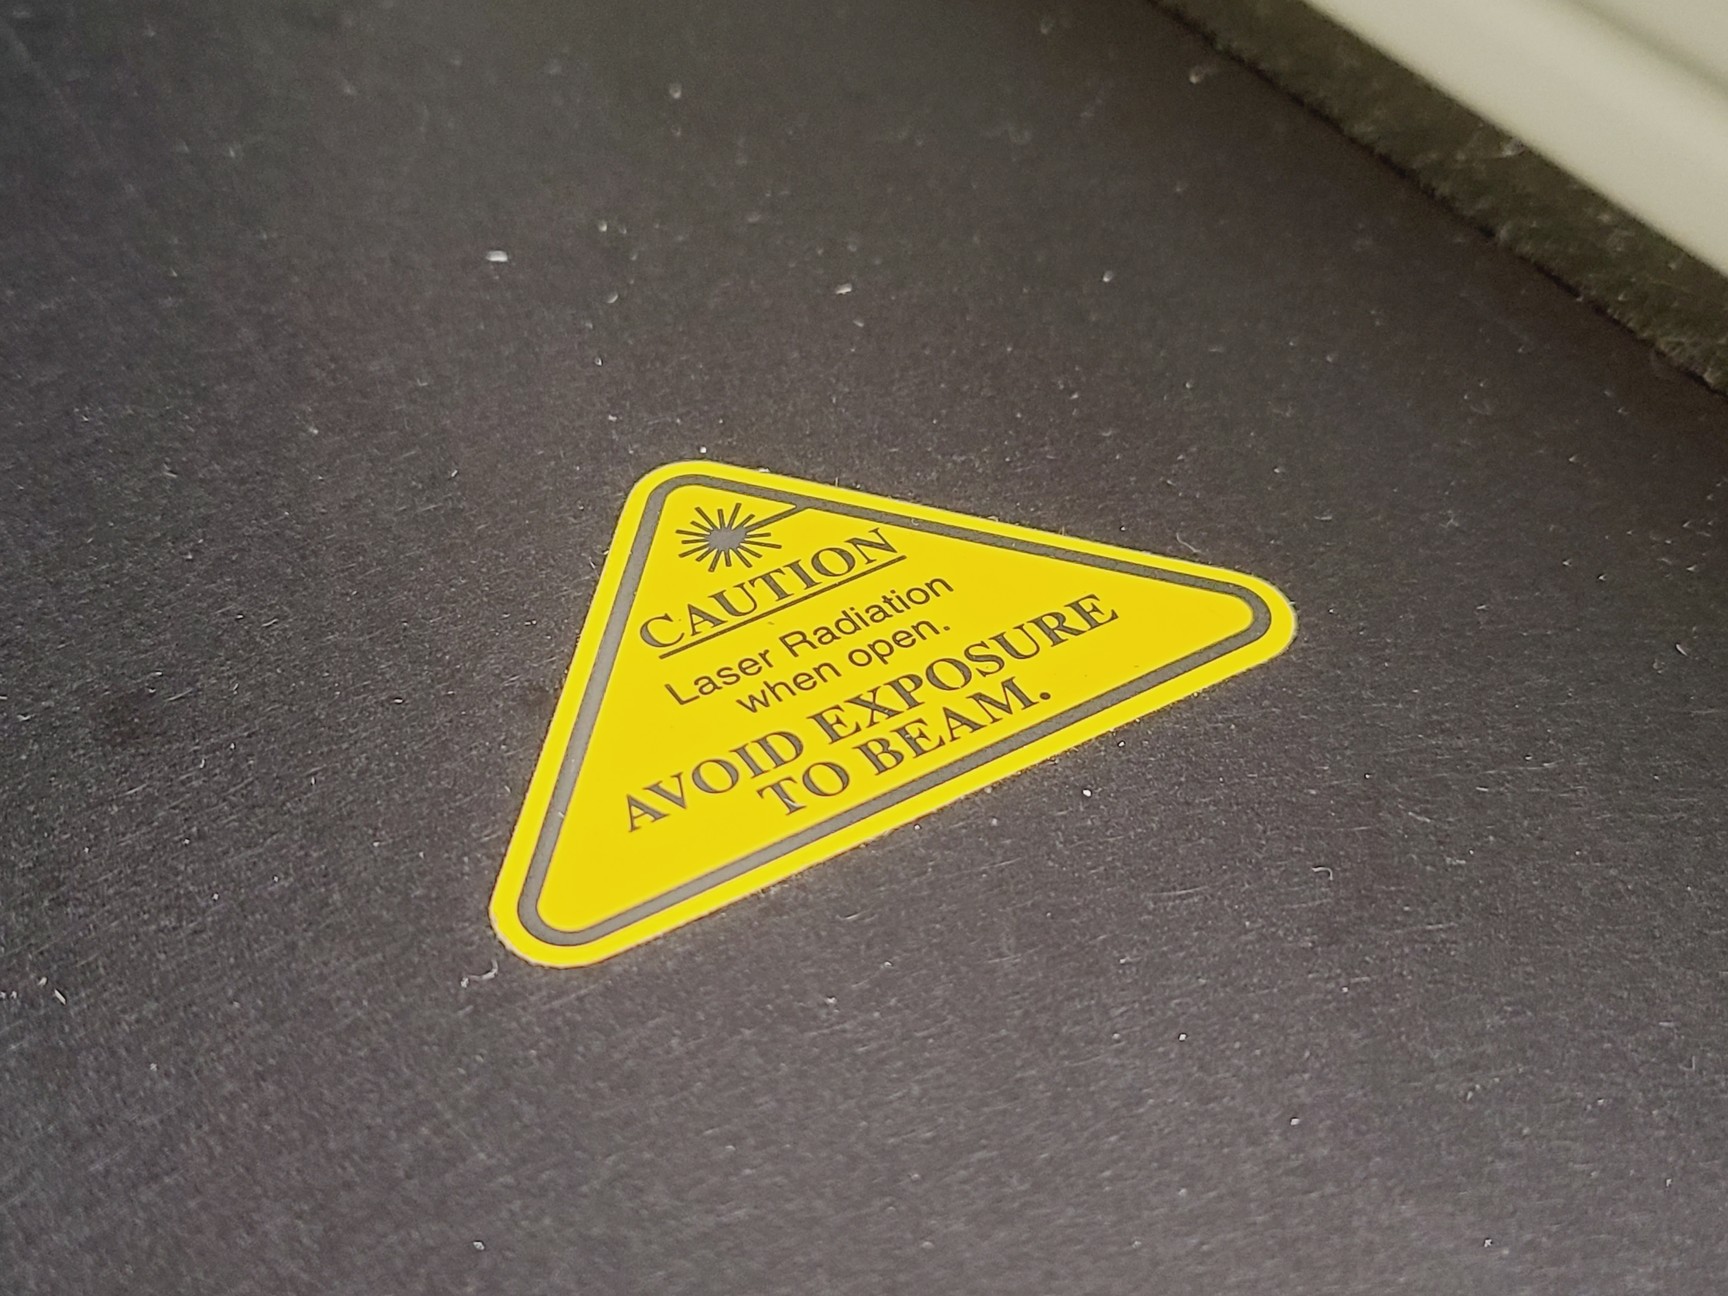 CAUTION
Laser Radiation
when open.
AVOID EXPOSURE
TO BEAM.